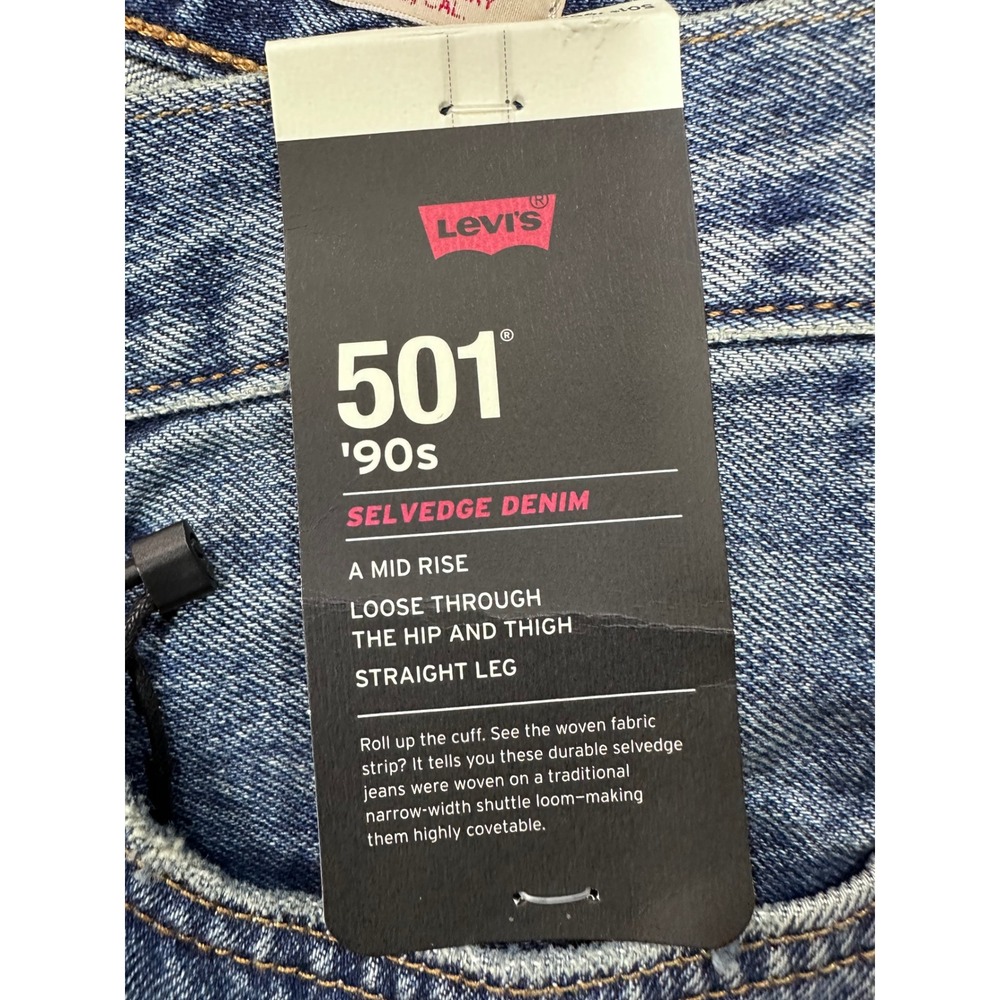 CAL.
Levi's®
501®
'90s
SELVEDGE DENIM
A MID RISE
LOOSE THROUGH
THE HIP AND THIGH
STRAIGHT LEG
Roll up the cuff. See the woven fabric
strip? It tells you these durable selvedge
jeans were woven on a traditional
narrow-width shuttle loom—making
them highly covetable.